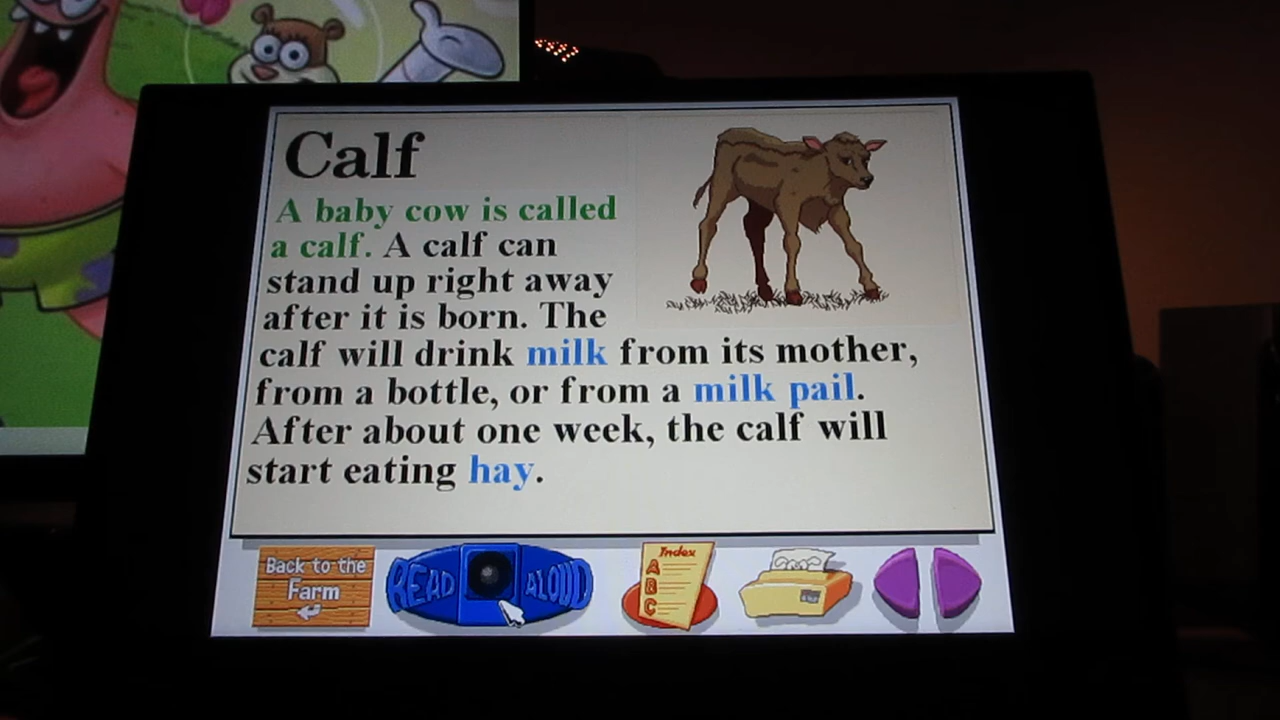 Calf
A baby cow is called
a calf. A calf can
stand up right away
after it is born. The
calf will drink milk from its mother,
from a bottle, or from a milk pail.
After about one week, the calf will
start eating hay.
Back to the
Farm
READ ALOUD
Index
A
B
C